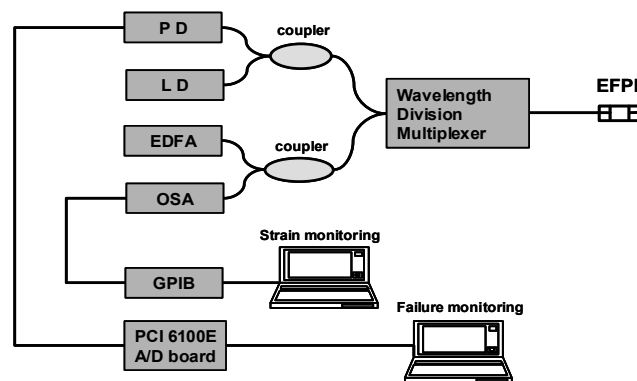 P D
coupler
L D
EFPI
Wavelength
Division
Multiplexer
EDFA
coupler
OSA
Strain monitoring
GPIB
Failure monitoring
PCI 6100E
A/D board